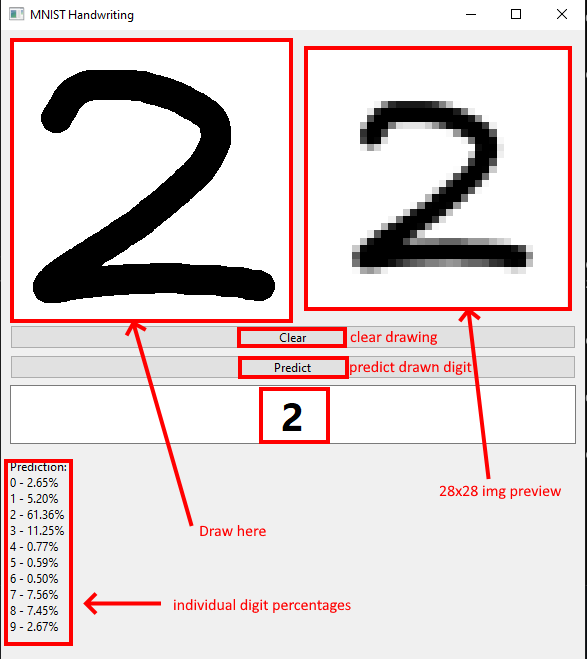 MNIST Handwriting
2
2
Clear
clear drawing
Predict
predict drawn digit
2
28x28 img preview
Prediction:
0 - 2.65%
1 - 5.20%
2 - 61.36%
3 - 11.25%
4 - 0.77%
5 - 0.59%
6 - 0.50%
7 - 7.56%
8 - 7.45%
9 - 2.67%
Draw here
individual digit percentages